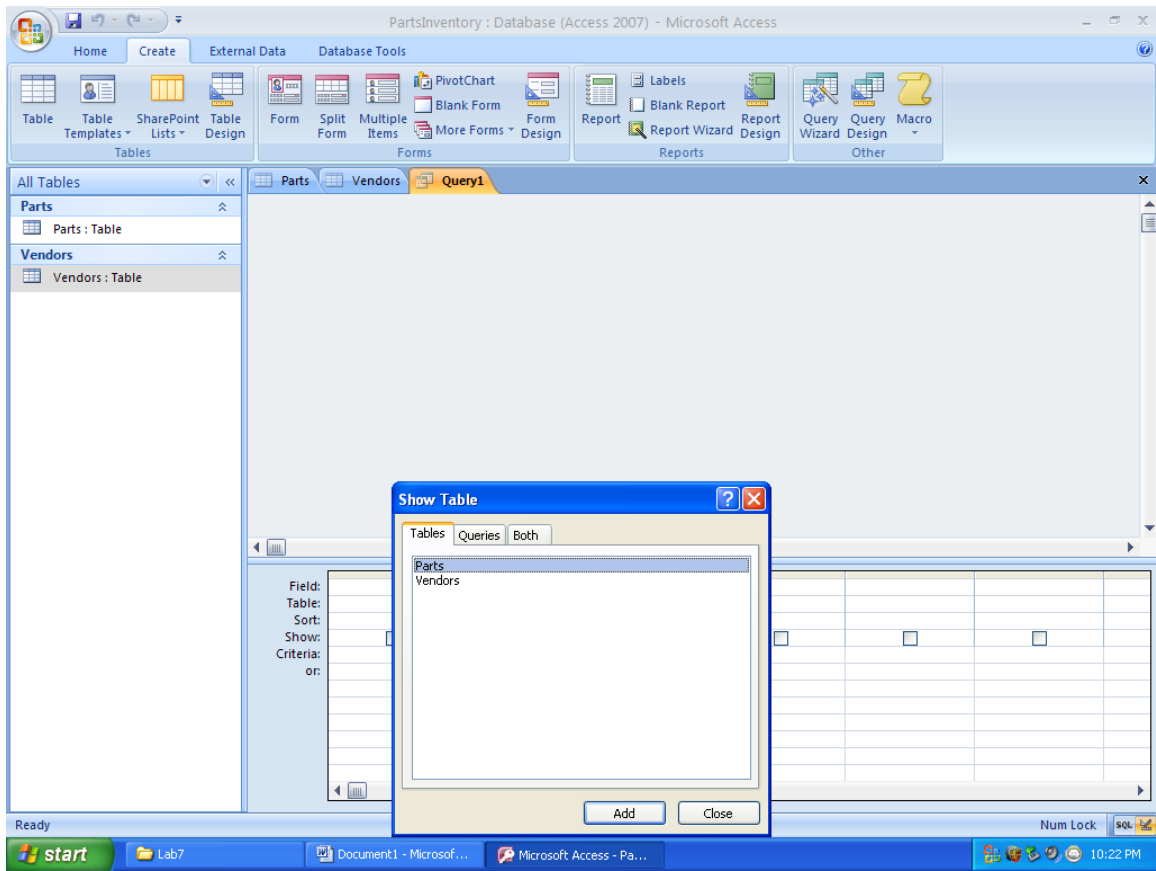 PartsInventory : Database (Access 2007) - Microsoft Access
Home Create External Data Database Tools
Table
Table Templates
SharePoint Lists
Table Design
Tables
Form
Split Form
Multiple Items
PivotChart
Blank Form
More Forms
Form Design
Forms
Report
Labels
Blank Report
Report Wizard
Report Design
Reports
Query Wizard
Query Design
Macro
Other
All Tables
Parts
Parts : Table
Vendors
Vendors : Table
Parts Vendors Query1
Show Table
Tables Queries Both
Parts
Vendors
Add Close
Field:
Table:
Sort:
Show:
Criteria:
or:
Ready Num Lock SQL
start Lab7 Document1 - Microsof... Microsoft Access - Pa... 10:22 PM